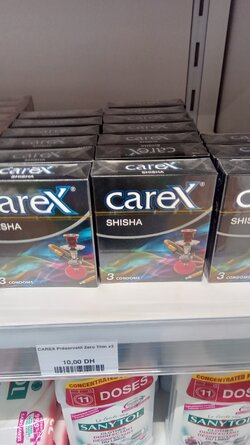 careX
SHISHA
3 CONDOMS
careX
SHISHA
3 CONDOMS
careX
SHISHA
3
CAREX Préservatif Zero Thin x3
10,00 DH
CONCENTRATED
11
DOSES
SANYTOL
CONCENTRATED F
11
DOSES
SANYTOL